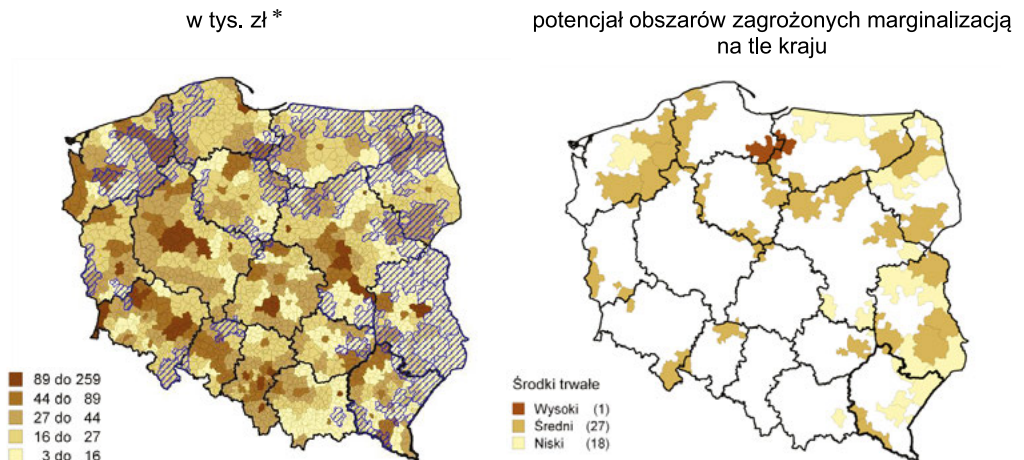 w tys. zł *
potencjał obszarów zagrożonych marginalizacją
na tle kraju
89 do 259
44 do 89
27 do 44
16 do 27
3 do 16
Środki trwałe
Wysoki (1)
Średni (27)
Niski (18)